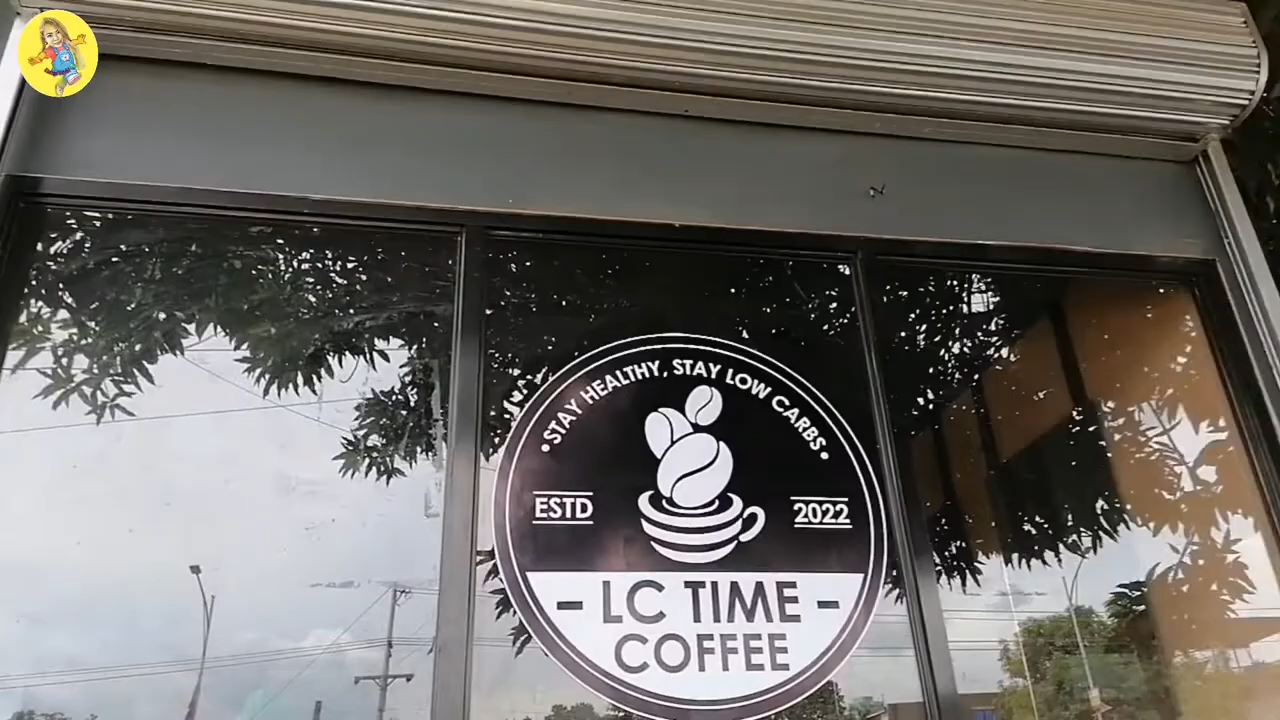 • STAY HEALTHY, STAY LOW CARBS •
ESTD 2022
- LC TIME -
COFFEE